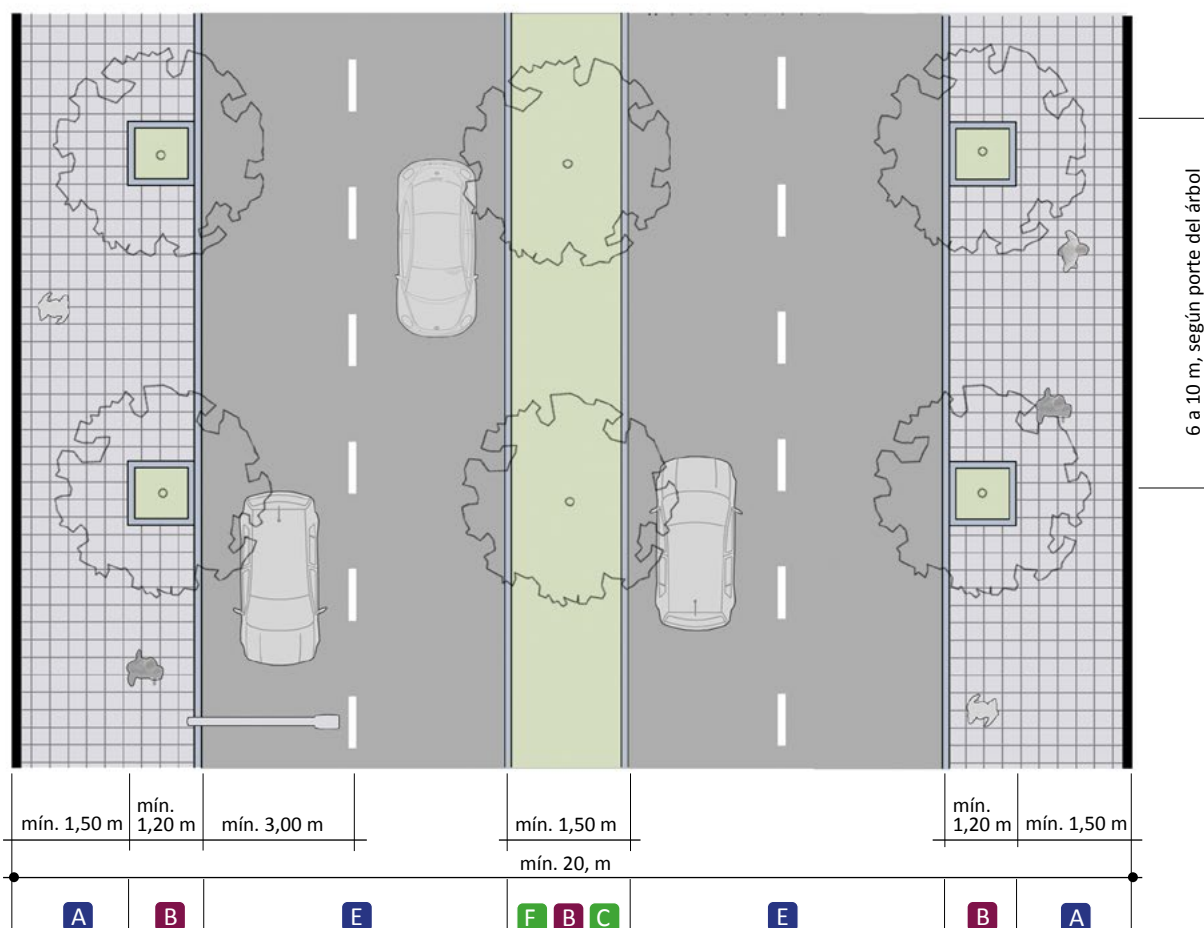 6 a 10 m, según porte del árbol
mín. 1,50 m
mín.
1,20 m
mín. 3,00 m
mín. 1,50 m
mín.
1,20 m
mín. 1,50 m
mín. 20, m
A
B
E
F B C
E
B
A